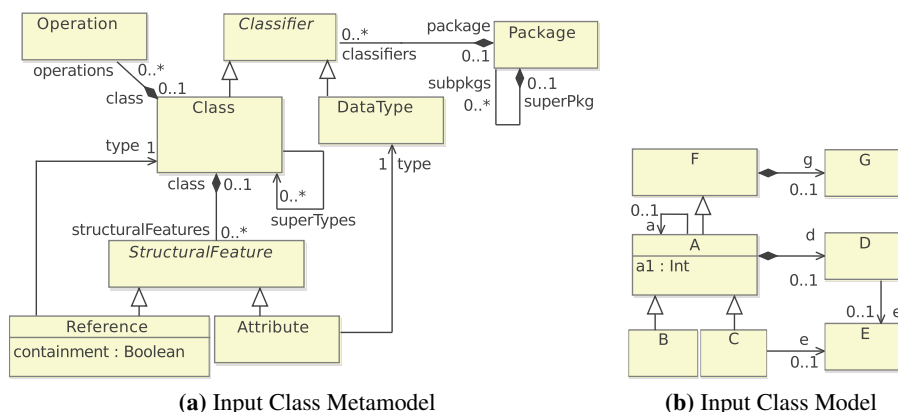 Operation
Classifier
package
Package
0..*
classifiers
0..1
operations
0..*
class
0..1
subpkgs
0..*
0..1
superPkg
Class
DataType
type
1
1
type
class
0..1
0..*
superTypes
structuralFeatures
0..*
StructuralFeature
Reference
containment : Boolean
Attribute
(a) Input Class Metamodel
F
g
0..1
G
0..1
a
A
a1 : Int
d
0..1
D
B
C
e
0..1
0..1
e
E
(b) Input Class Model